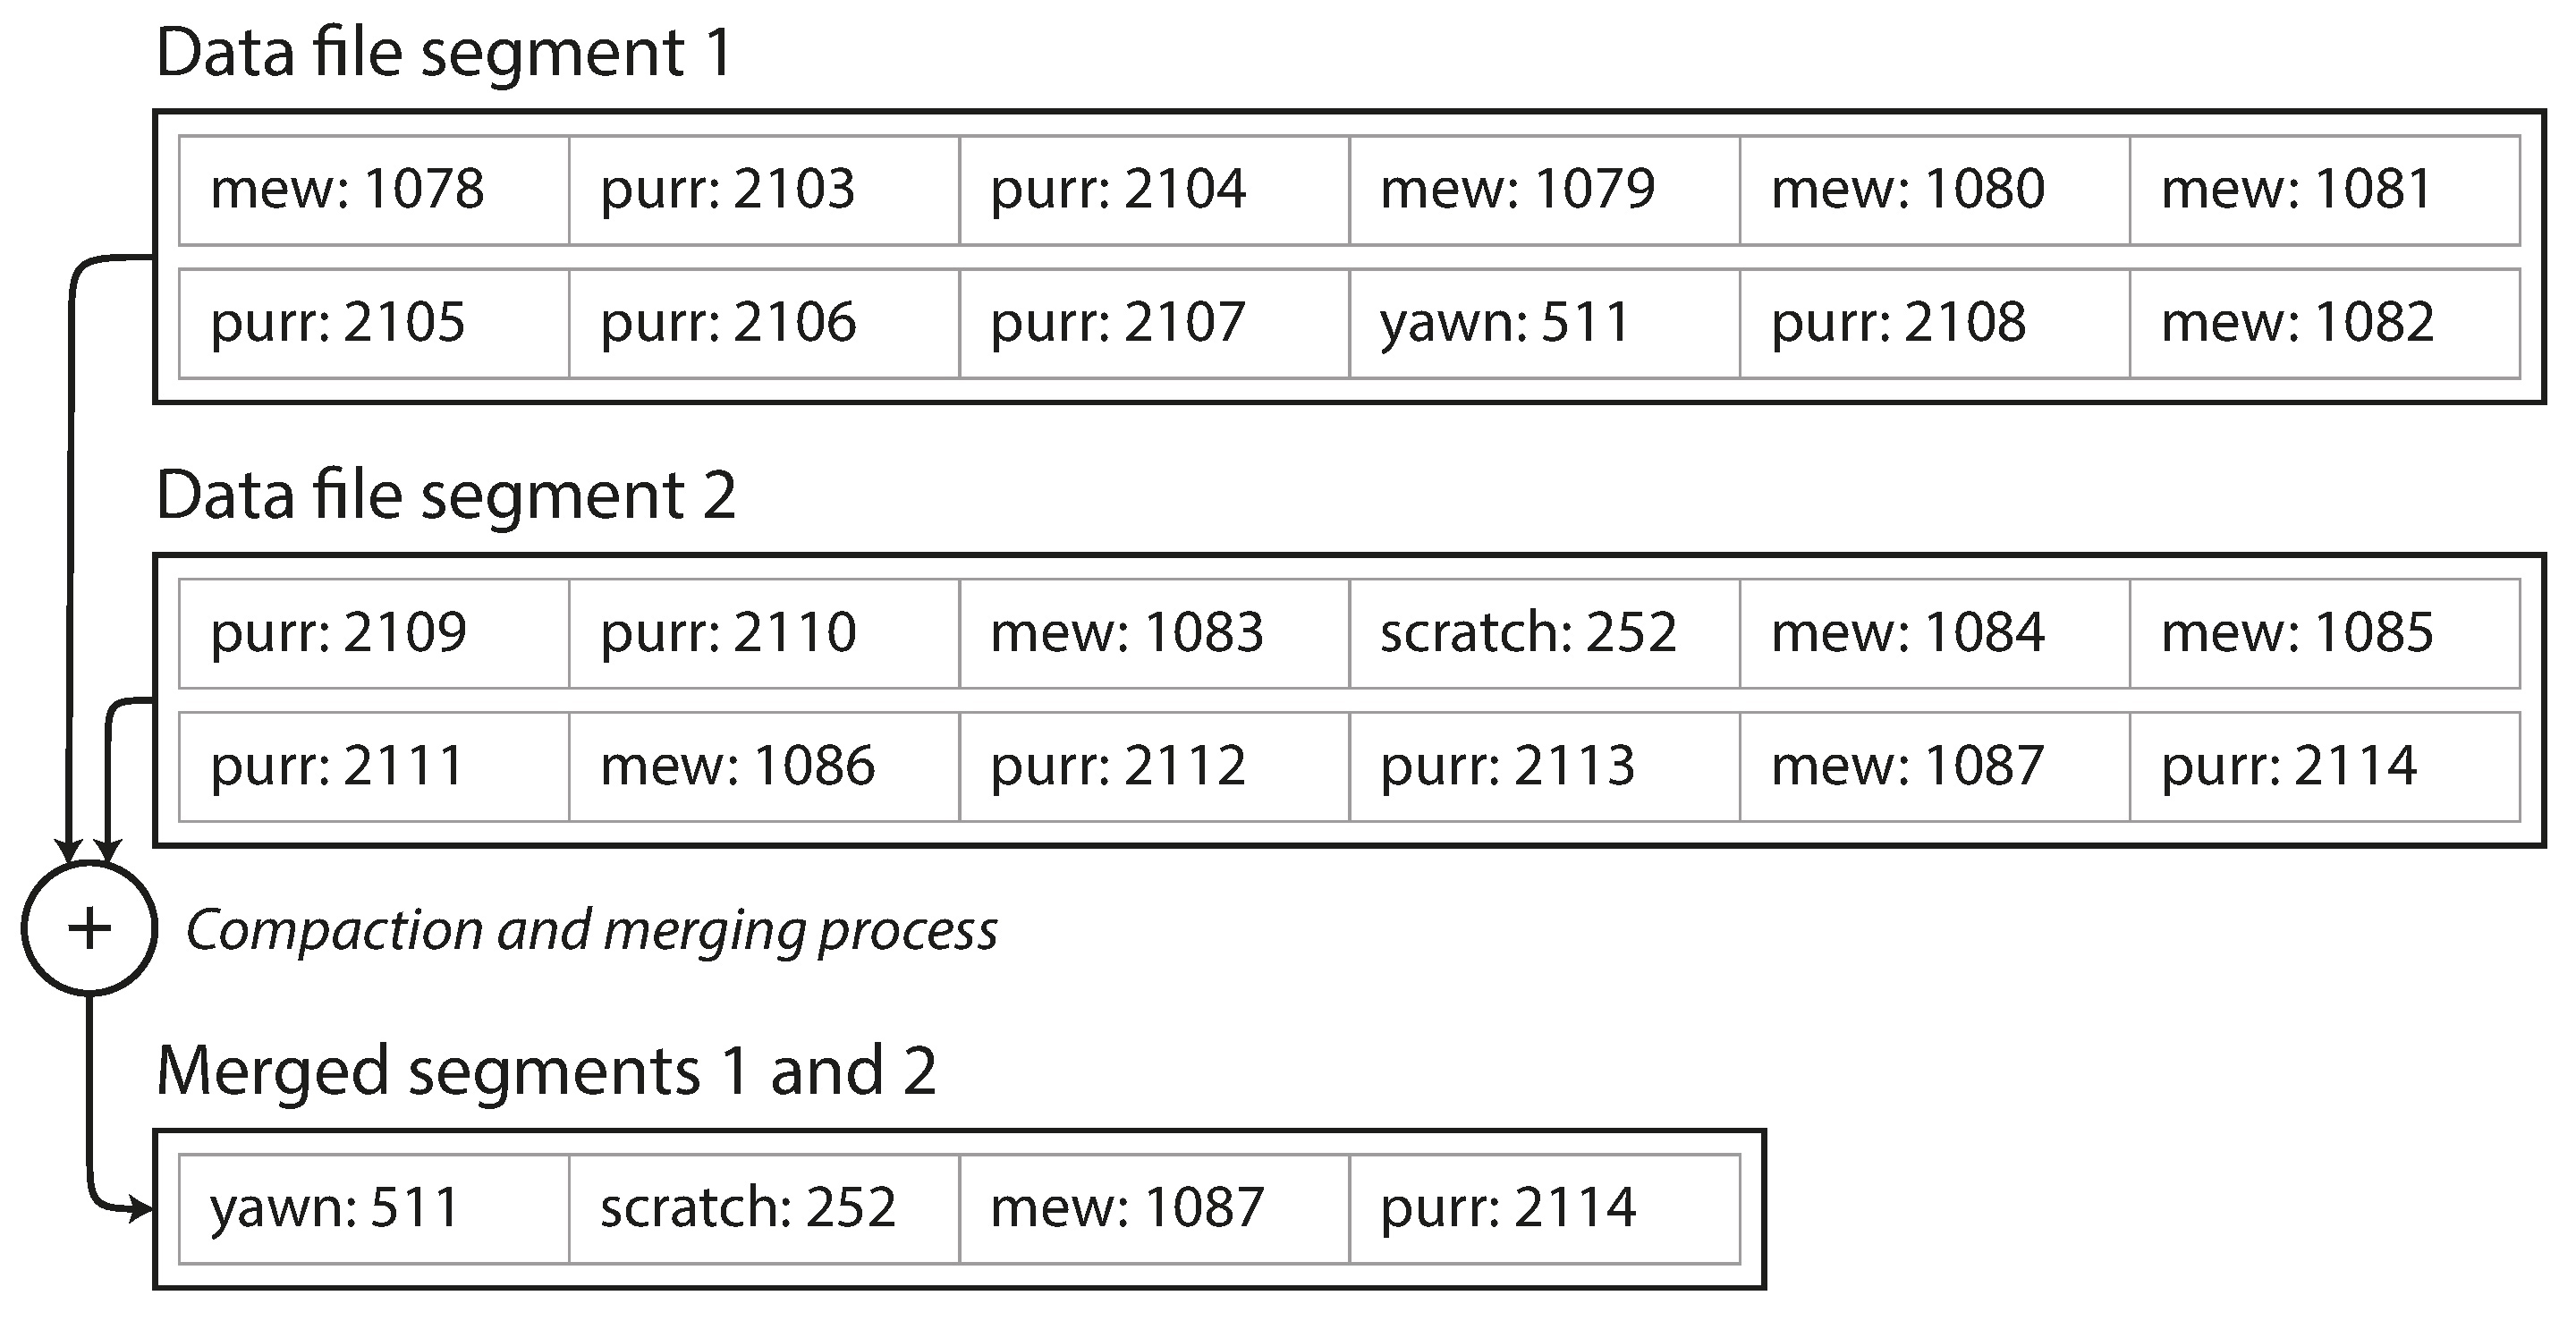 Data file segment 1
mew: 1078 purr: 2103 purr: 2104 mew: 1079 mew: 1080 mew: 1081
purr: 2105 purr: 2106 purr: 2107 yawn: 511 purr: 2108 mew: 1082
Data file segment 2
purr: 2109 purr: 2110 mew: 1083 scratch: 252 mew: 1084 mew: 1085
purr: 2111 mew: 1086 purr: 2112 purr: 2113 mew: 1087 purr: 2114
+ Compaction and merging process
Merged segments 1 and 2
yawn: 511 scratch: 252 mew: 1087 purr: 2114